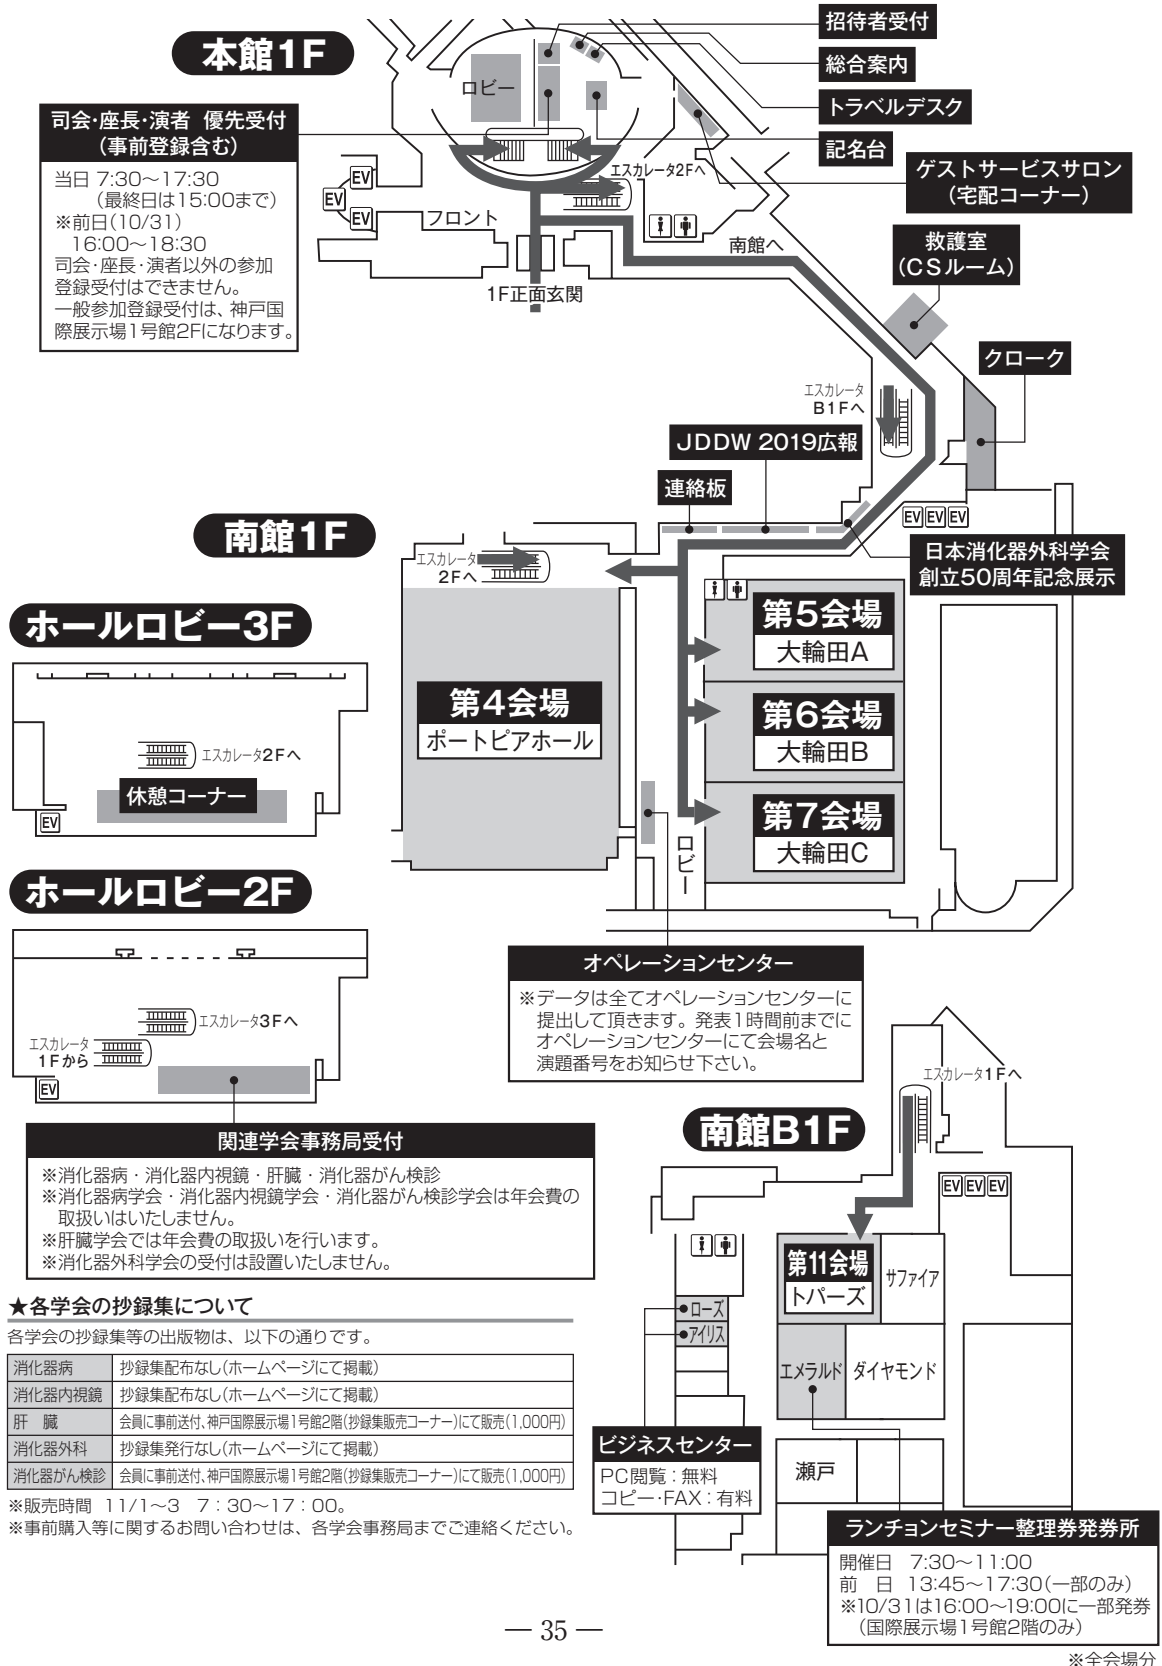 本館1F
招待者受付
総合案内
トラベルデスク
記名台
ゲストサービスサロン
(宅配コーナー)
ロビー
司会・座長・演者 優先受付
(事前登録含む)
当日 7:30～17:30
(最終日は15:00まで)
※前日(10/31)
16:00～18:30
司会・座長・演者以外の参加
登録受付はできません。
一般参加登録受付は、神戸国
際展示場1号館2Fになります。
EV
EV
EV
フロント
エスカレータ2Fへ
南館へ
1F正面玄関
救護室
(CSルーム)
クローク
エスカレータ
B1Fへ
JDDW 2019広報
連絡板
EV EV EV
日本消化器外科学会
創立50周年記念展示
南館1F
エスカレータ
2Fへ
第4会場
ポートピアホール
第5会場
大輪田A
第6会場
大輪田B
第7会場
大輪田C
ロビー
ホールロビー3F
エスカレータ2Fへ
休憩コーナー
EV
ホールロビー2F
エスカレータ3Fへ
エスカレータ
1Fから
EV
関連学会事務局受付
※消化器病・消化器内視鏡・肝臓・消化器がん検診
※消化器病学会・消化器内視鏡学会・消化器がん検診学会は年会費の
取扱いはいたしません。
※肝臓学会では年会費の取扱いを行います。
※消化器外科学会の受付は設置いたしません。
オペレーションセンター
※データは全てオペレーションセンターに
提出して頂きます。発表1時間前までに
オペレーションセンターにて会場名と
演題番号をお知らせ下さい。
南館B1F
エスカレータ1Fへ
EV EV EV
第11会場
トパーズ
サファイア
エメラルド
ダイヤモンド
ローズ
アイリス
瀬戸
ビジネスセンター
PC閲覧：無料
コピー・FAX：有料
ランチョンセミナー整理券発券所
開催日 7:30～11:00
前 日 13:45～17:30(一部のみ)
※10/31は16:00～19:00に一部発券
(国際展示場1号館2階のみ)
※全会場分
★各学会の抄録集について
各学会の抄録集等の出版物は、以下の通りです。
消化器病 抄録集配布なし(ホームページにて掲載)
消化器内視鏡 抄録集配布なし(ホームページにて掲載)
肝 臓 会員に事前送付、神戸国際展示場1号館2階(抄録集販売コーナー)にて販売(1,000円)
消化器外科 抄録集発行なし(ホームページにて掲載)
消化器がん検診 会員に事前送付、神戸国際展示場1号館2階(抄録集販売コーナー)にて販売(1,000円)
※販売時間 11/1～3 7：30～17：00。
※事前購入等に関するお問い合わせは、各学会事務局までご連絡ください。
— 35 —